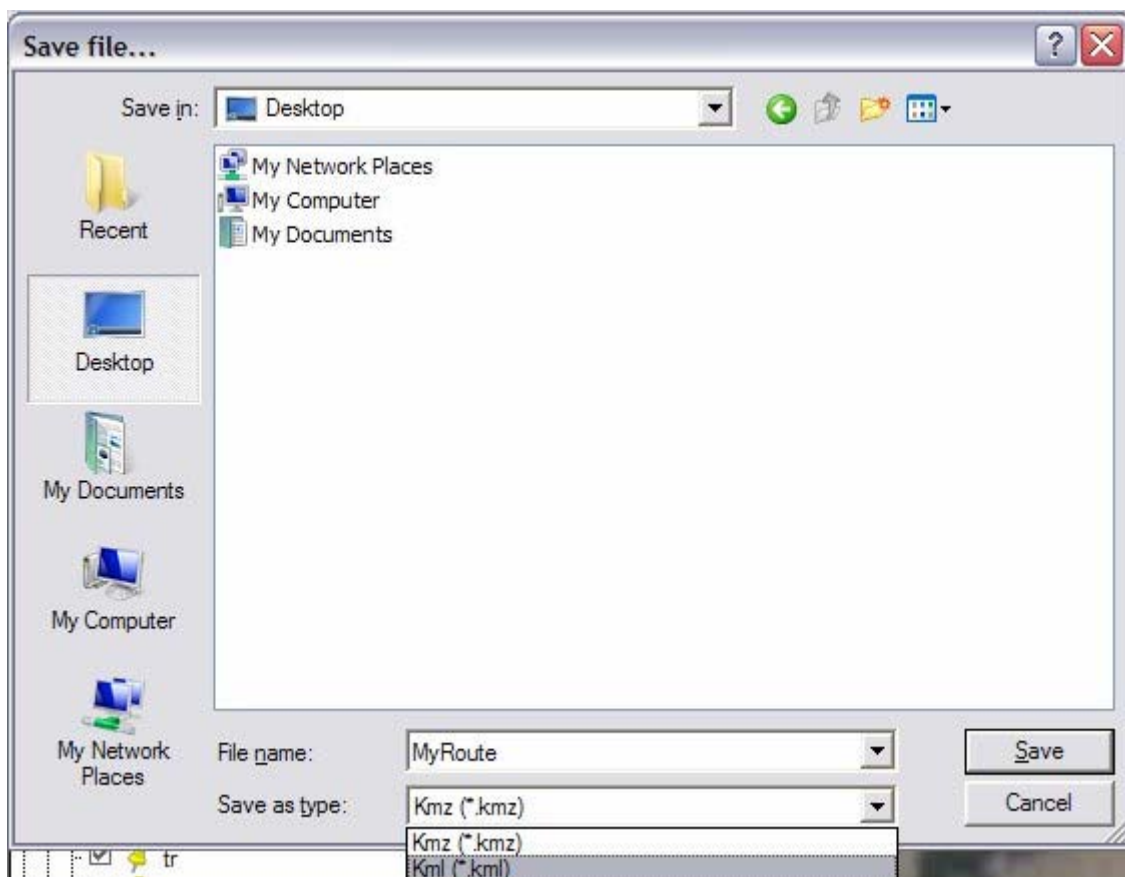 Save file...
Save in: Desktop
My Network Places
My Computer
My Documents
Recent
Desktop
My Documents
My Computer
My Network
Places
File name: MyRoute Save
Save as type: Kmz (*.kmz) Cancel
Kmz (*.kmz)
Kml (*.kml)
tr